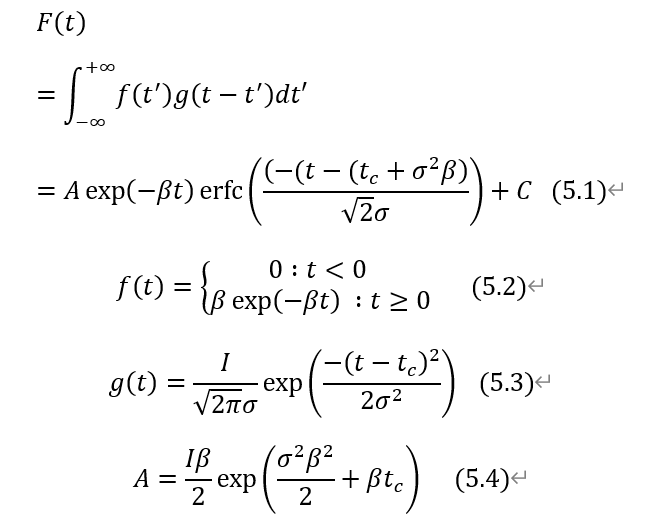 F(t)
= ∫_{−∞}^{+∞} f(t′)g(t − t′)dt′
= A exp(−βt) erfc( ((−(t − (t_c + σ²β)) / (√2σ) ) + C (5.1)↵
f(t) = { 0 : t < 0
β exp(−βt) : t ≥ 0 (5.2)↵
g(t) = I / (√(2π)σ) exp( (−(t − t_c)²) / (2σ²) ) (5.3)↵
A = Iβ/2 exp( σ²β²/2 + βt_c ) (5.4)↵